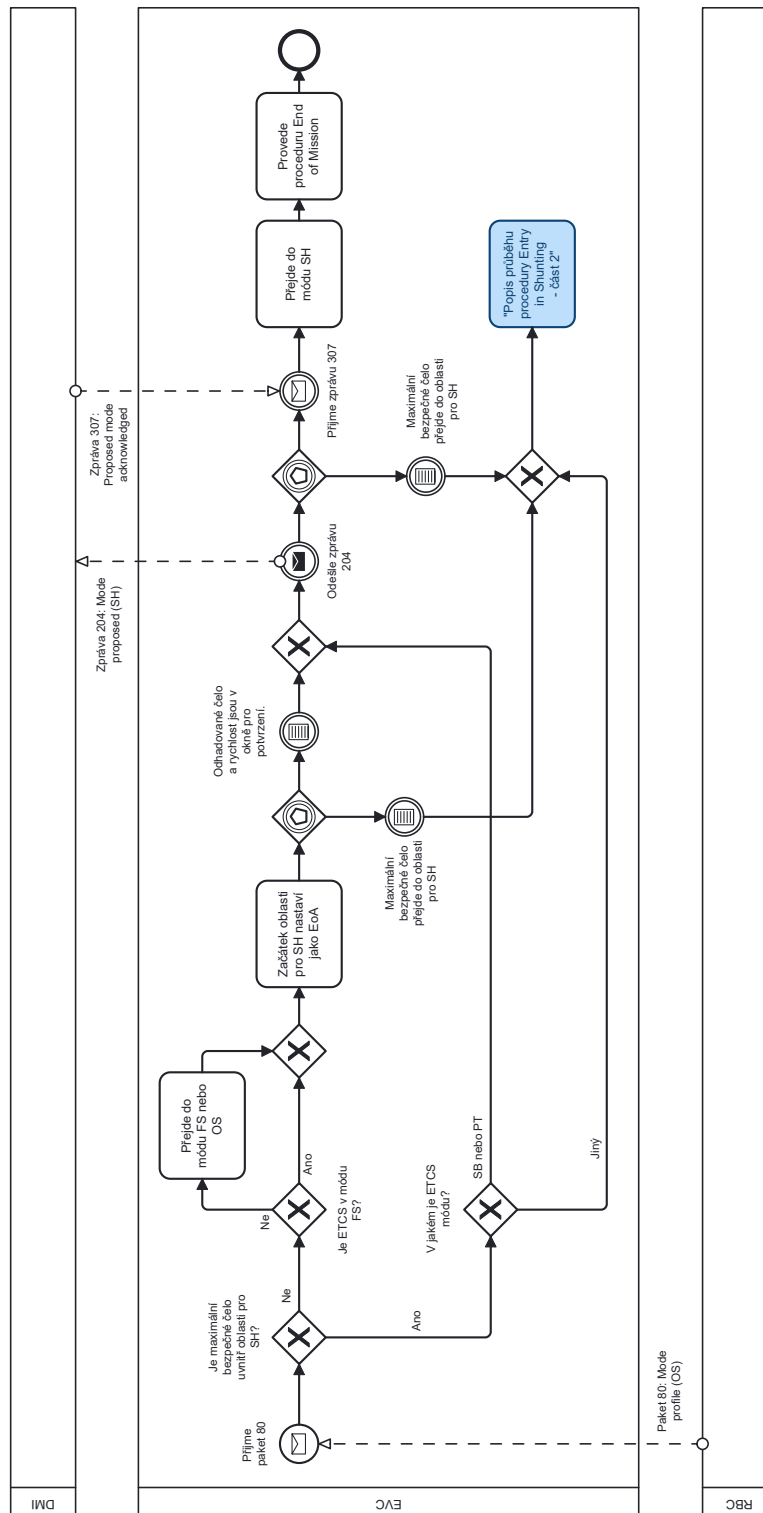 DMI
EVC
RBC
Zpráva 204: Mode
proposed (SH)
Zpráva 307:
Proposed mode
acknowledged
Přijme
paket 80
Je maximální
bezpečné čelo
uvnitř oblasti pro
SH?
Ne
Ano
Je ETCS v módu
FS?
Ne
Ano
Přejde do
módu FS nebo
OS
Začátek oblasti
pro SH nastaví
jako EoA
Odhadované čelo
a rychlost jsou v
okně pro
potvrzení.
Maximální
bezpečné čelo
přejde do oblasti
pro SH
Odešle zprávu
204
Přijme zprávu 307
Maximální
bezpečné čelo
přejde do oblasti
pro SH
Přejde do
módu SH
Provede
proceduru End
of Mission
V jakém je ETCS
módu?
SB nebo PT
Jiný
"Popis průběhu
procedury Entry
in Shunting
- část 2"
Paket 80: Mode
profile (OS)